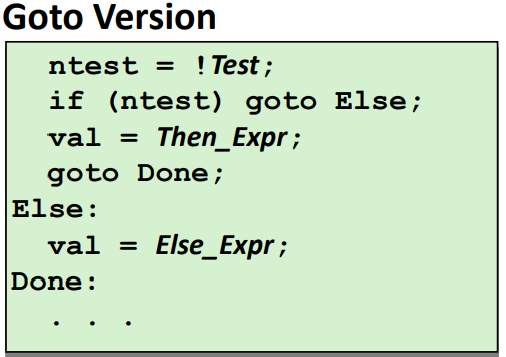 Goto Version
ntest = !Test;
if (ntest) goto Else;
val = Then_Expr;
goto Done;
Else:
val = Else_Expr;
Done:
. . .